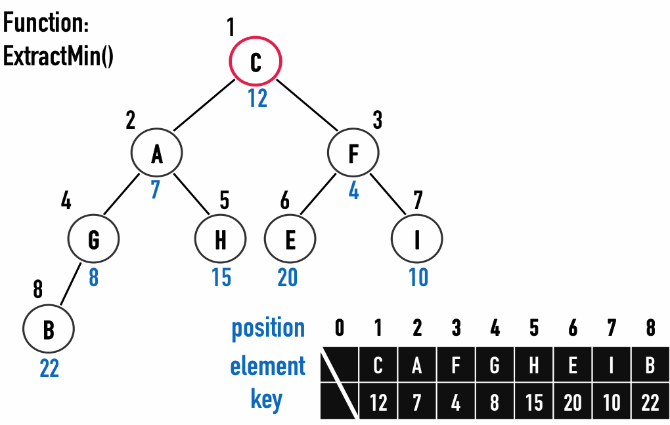 Function:
ExtractMin()
1
C
12
2
A
7
3
F
4
4
G
8
5
H
15
6
E
20
7
I
10
8
B
22
position 0 1 2 3 4 5 6 7 8
element C A F G H E I B
key 12 7 4 8 15 20 10 22